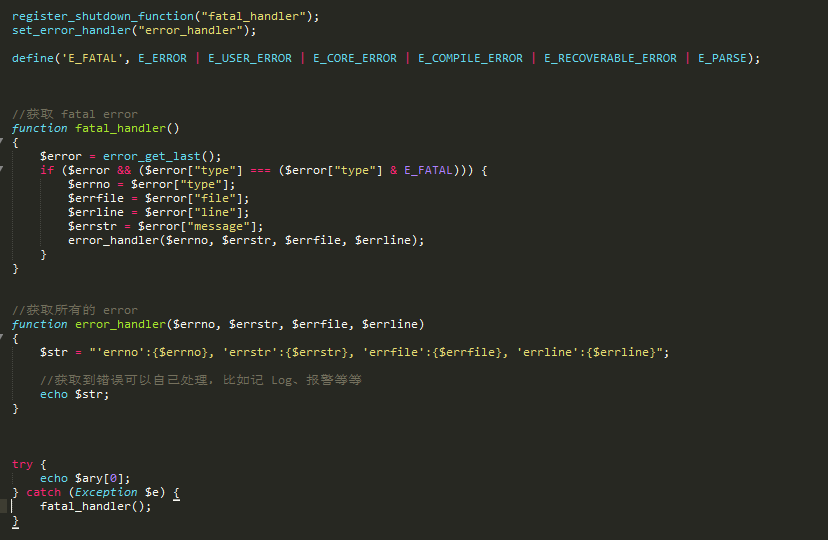 register_shutdown_function("fatal_handler");
set_error_handler("error_handler");
define('E_FATAL', E_ERROR | E_USER_ERROR | E_CORE_ERROR | E_COMPILE_ERROR | E_RECOVERABLE_ERROR | E_PARSE);
//获取 fatal error
function fatal_handler()
{
    $error = error_get_last();
    if ($error && ($error["type"] === ($error["type"] & E_FATAL))) {
        $errno = $error["type"];
        $errfile = $error["file"];
        $errline = $error["line"];
        $errstr = $error["message"];
        error_handler($errno, $errstr, $errfile, $errline);
    }
}
//获取所有的 error
function error_handler($errno, $errstr, $errfile, $errline)
{
    $str = "'errno':{$errno}, 'errstr':{$errstr}, 'errfile':{$errfile}, 'errline':{$errline}";
    //获取到错误可以自己处理，比如记 Log、报警等等
    echo $str;
}
try {
    echo $ary[0];
} catch (Exception $e) {
    fatal_handler();
}